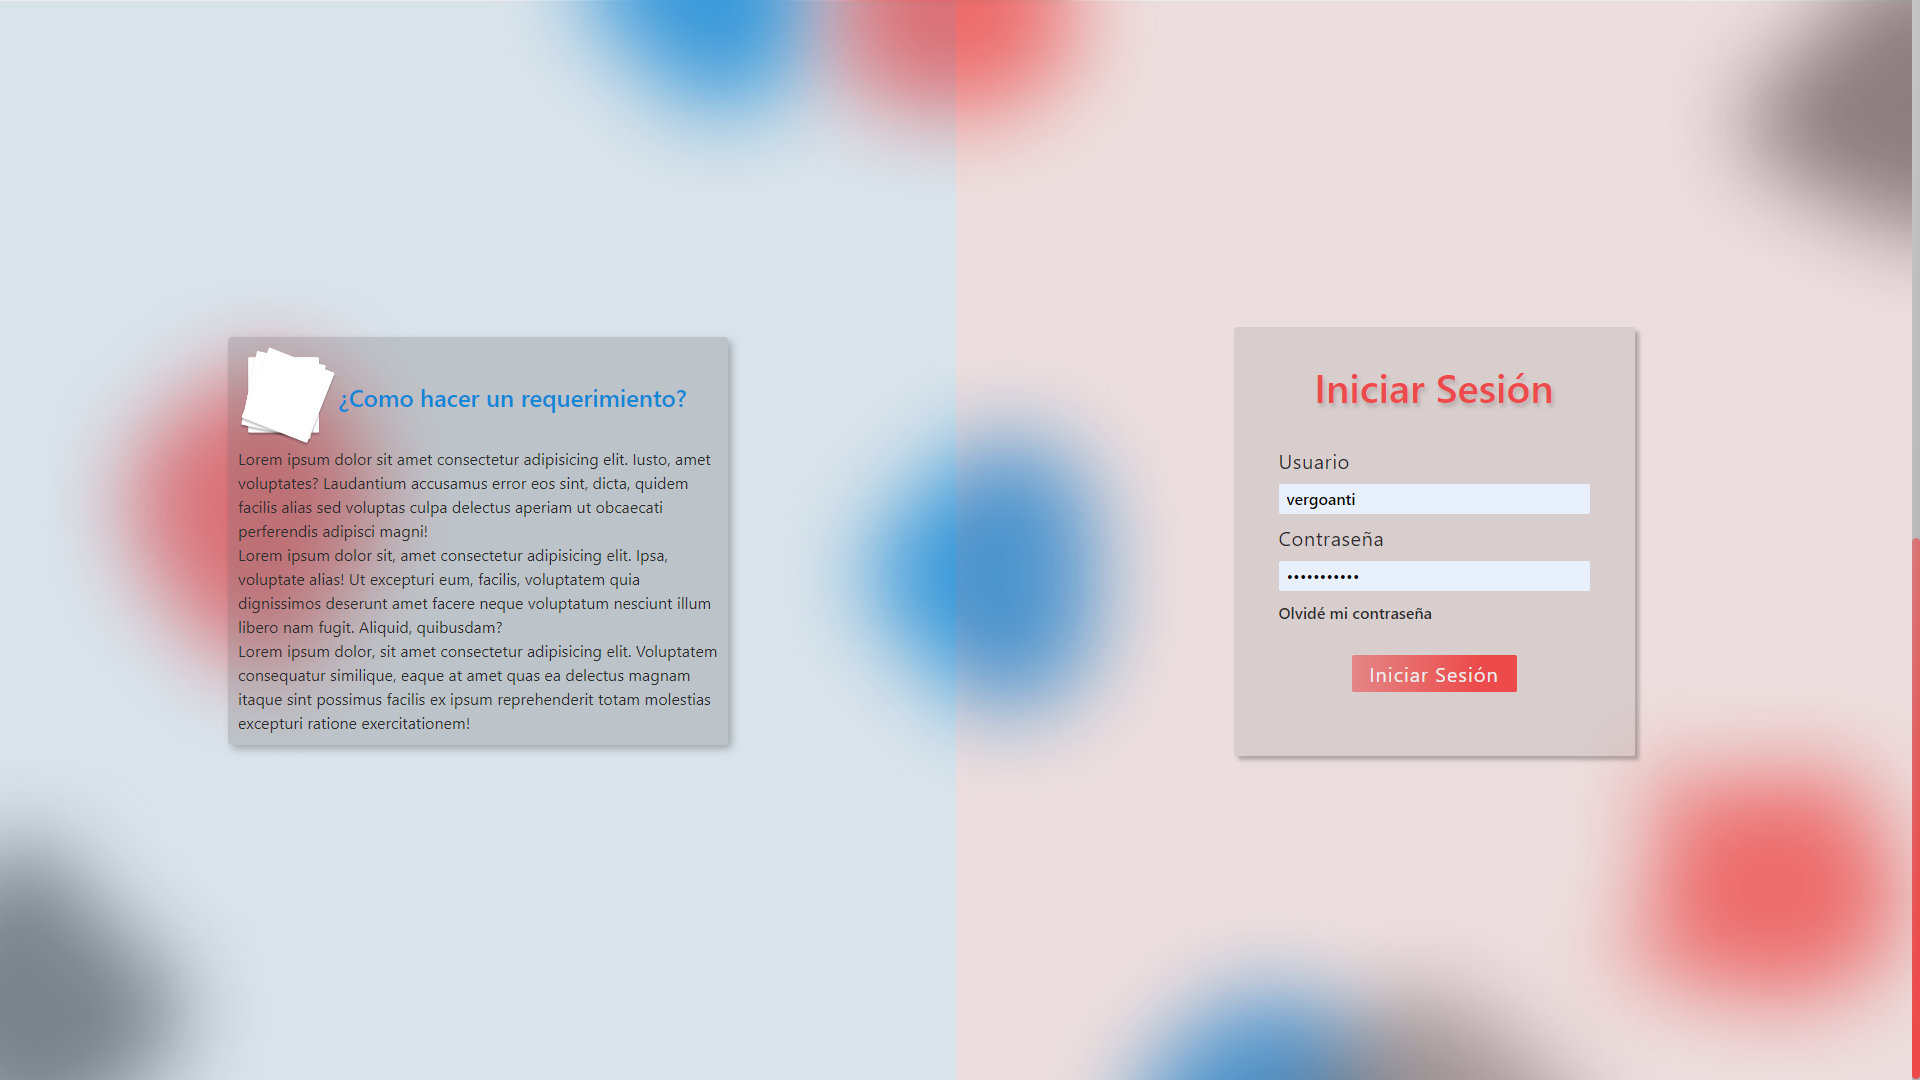 ¿Como hacer un requerimiento?
Lorem ipsum dolor sit amet consectetur adipisicing elit. Iusto, amet
voluptates? Laudantium accusamus error eos sint, dicta, quidem
facilis alias sed voluptas culpa delectus aperiam ut obcaecati
perferendis adipisci magni!
Lorem ipsum dolor sit, amet consectetur adipisicing elit. Ipsa,
voluptate alias! Ut excepturi eum, facilis, voluptatem quia
dignissimos deserunt amet facere neque voluptatum nesciunt illum
libero nam fugit. Aliquid, quibusdam?
Lorem ipsum dolor, sit amet consectetur adipisicing elit. Voluptatem
consequatur similique, eaque at amet quas ea delectus magnam
itaque sint possimus facilis ex ipsum reprehenderit totam molestias
excepturi ratione exercitationem!
Iniciar Sesión
Usuario
vergoanti
Contraseña
•••••••••••
Olvidé mi contraseña
Iniciar Sesión